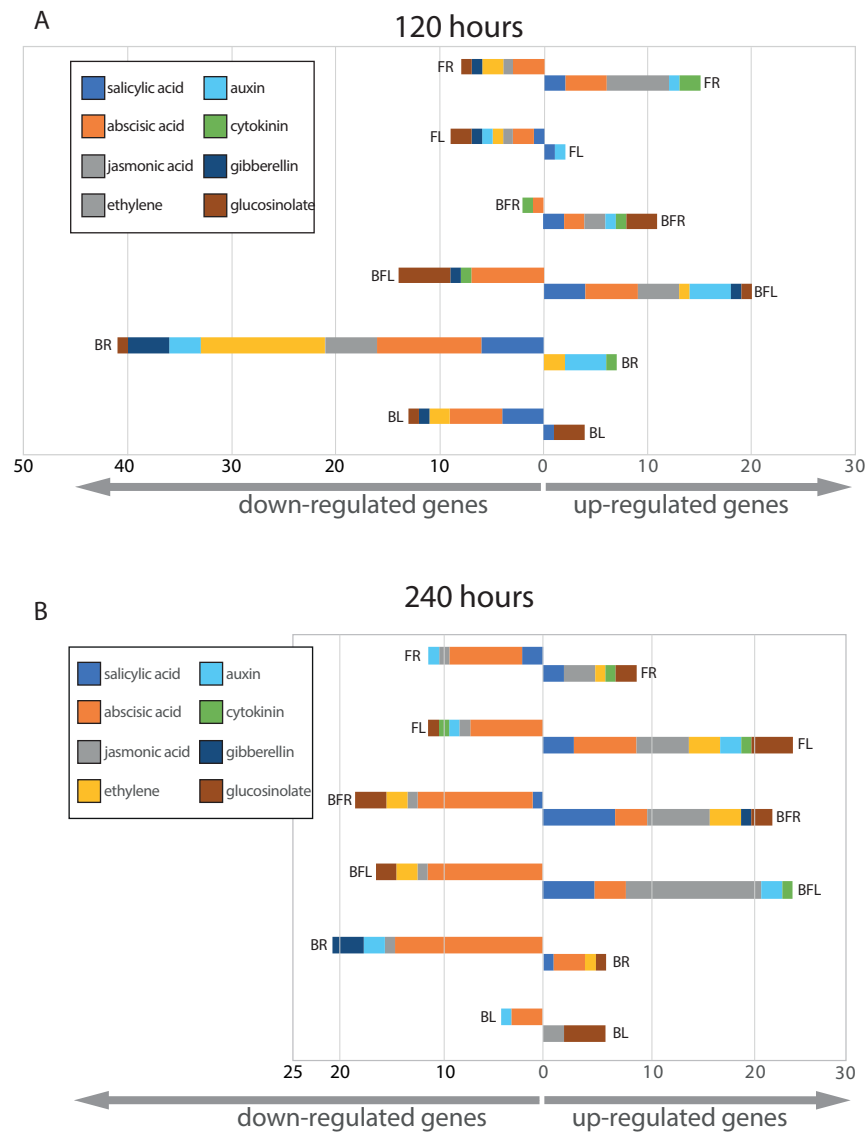 A
120 hours
salicylic acid
auxin
abscisic acid
cytokinin
jasmonic acid
gibberellin
ethylene
glucosinolate
FR
FR
FL
FL
BFR
BFR
BFL
BFL
BR
BR
BL
BL
50 40 30 20 10 0 10 20 30
down-regulated genes up-regulated genes
B
240 hours
salicylic acid
auxin
abscisic acid
cytokinin
jasmonic acid
gibberellin
ethylene
glucosinolate
FR
FR
FL
FL
BFR
BFR
BFL
BFL
BR
BR
BL
BL
25 20 10 0 10 20 30
down-regulated genes up-regulated genes